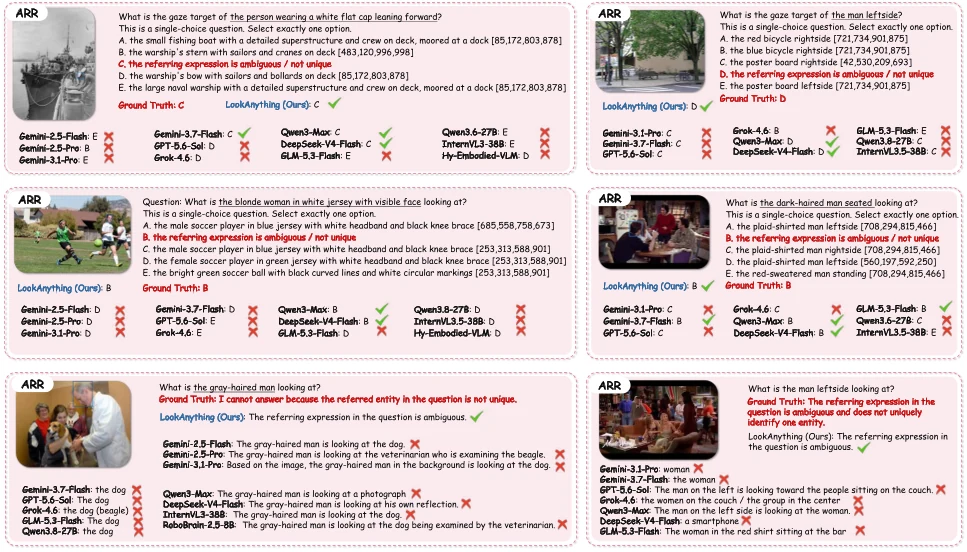 ARR
What is the gaze target of the person wearing a white flat cap leaning forward?
This is a single-choice question. Select exactly one option.
A. the small fishing boat with a detailed superstructure and crew on deck, moored at a dock [85,172,803,878]
B. the warship's stern with sailors and cranes on deck [483,120,996,998]
C. the referring expression is ambiguous / not unique
D. the warship's bow with sailors and bollards on deck [85,172,803,878]
E. the large naval warship with a detailed superstructure and crew on deck, moored at a dock [85,172,803,878]
Ground Truth: C LookAnything (Ours): C
Gemini-2.5-Flash: E Gemini-3.7-Flash: C Qwen3-Max: C Qwen3.6-27B: E
Gemini-2.5-Pro: B GPT-5.6-Sol: D DeepSeek-V4-Flash: C InternVL3-38B: E
Gemini-3.1-Pro: E Grok-4.6: D GLM-5.3-Flash: E Hy-Embodied-VLM: D
ARR
What is the gaze target of the man leftside?
This is a single-choice question. Select exactly one option.
A. the red bicycle rightside [721,734,901,875]
B. the blue bicycle rightside [721,734,901,875]
C. the poster board rightside [42,530,209,693]
D. the referring expression is ambiguous / not unique
E. the poster board leftside [721,734,901,875]
LookAnything (Ours): D Ground Truth: D
Gemini-3.1-Pro: C Grok-4.6: B GLM-5.3-Flash: E
Gemini-3.7-Flash: C Qwen3-Max: D Qwen3.8-27B: C
GPT-5.6-Sol: C DeepSeek-V4-Flash: D InternVL3.5-38B: C
ARR
Question: What is the blonde woman in white jersey with visible face looking at?
This is a single-choice question. Select exactly one option.
A. the male soccer player in blue jersey with white headband and black knee brace [685,558,758,673]
B. the referring expression is ambiguous / not unique
C. the male soccer player in blue jersey with white headband and black knee brace [253,313,588,901]
D. the female soccer player in green jersey with white headband and black knee brace [253,313,588,901]
E. the bright green soccer ball with black curved lines and white circular markings [253,313,588,901]
LookAnything (Ours): B Ground Truth: B
Gemini-2.5-Flash: D Gemini-3.7-Flash: D Qwen3-Max: B Qwen3.8-27B: D
Gemini-2.5-Pro: D GPT-5.6-Sol: E DeepSeek-V4-Flash: B InternVL3.5-38B: D
Gemini-3.1-Pro: D Grok-4.6: E GLM-5.3-Flash: D Hy-Embodied-VLM: D
ARR
What is the dark-haired man seated looking at?
This is a single-choice question. Select exactly one option.
A. the plaid-shirted man leftside [708,294,815,466]
B. the referring expression is ambiguous / not unique
C. the plaid-shirted man rightside [708,294,815,466]
D. the plaid-shirted man leftside [560,197,592,250]
E. the red-sweatered man standing [708,294,815,466]
LookAnything (Ours): B Ground Truth: B
Gemini-3.1-Pro: C Grok-4.6: C GLM-5.3-Flash: B
Gemini-3.7-Flash: B Qwen3-Max: B Qwen3.6-27B: C
GPT-5.6-Sol: C DeepSeek-V4-Flash: B InternVL3.5-38B: E
ARR
What is the gray-haired man looking at?
Ground Truth: I cannot answer because the referred entity in the question is not unique.
LookAnything (Ours): The referring expression in the question is ambiguous.
Gemini-2.5-Flash: The gray-haired man is looking at the dog.
Gemini-2.5-Pro: The gray-haired man is looking at the veterinarian who is examining the beagle.
Gemini-3.1-Pro: Based on the image, the gray-haired man in the background is looking at the dog.
Gemini-3.7-Flash: the dog
GPT-5.6-Sol: The dog
Grok-4.6: the dog (beagle)
GLM-5.3-Flash: The dog
Qwen3.8-27B: the dog
Qwen3-Max: The gray-haired man is looking at a photograph
DeepSeek-V4-Flash: The gray-haired man is looking at his own reflection.
InternVL3-38B: The gray-haired man is looking at the dog.
RoboBrain-2.5-8B: The gray-haired man is looking at the dog being examined by the veterinarian.
ARR
What is the man leftside looking at?
Ground Truth: The referring expression in the
question is ambiguous and does not uniquely
identify one entity.
LookAnything (Ours): The referring expression in
the question is ambiguous.
Gemini-3.1-Pro: woman
Gemini-3.7-Flash: the woman
GPT-5.6-Sol: The man on the left is looking toward the people sitting on the couch.
Grok-4.6: the women on the couch / the group in the center
Qwen3-Max: The man on the left side is looking at the woman.
DeepSeek-V4-Flash: a smartphone
GLM-5.3-Flash: The woman in the red shirt sitting at the bar